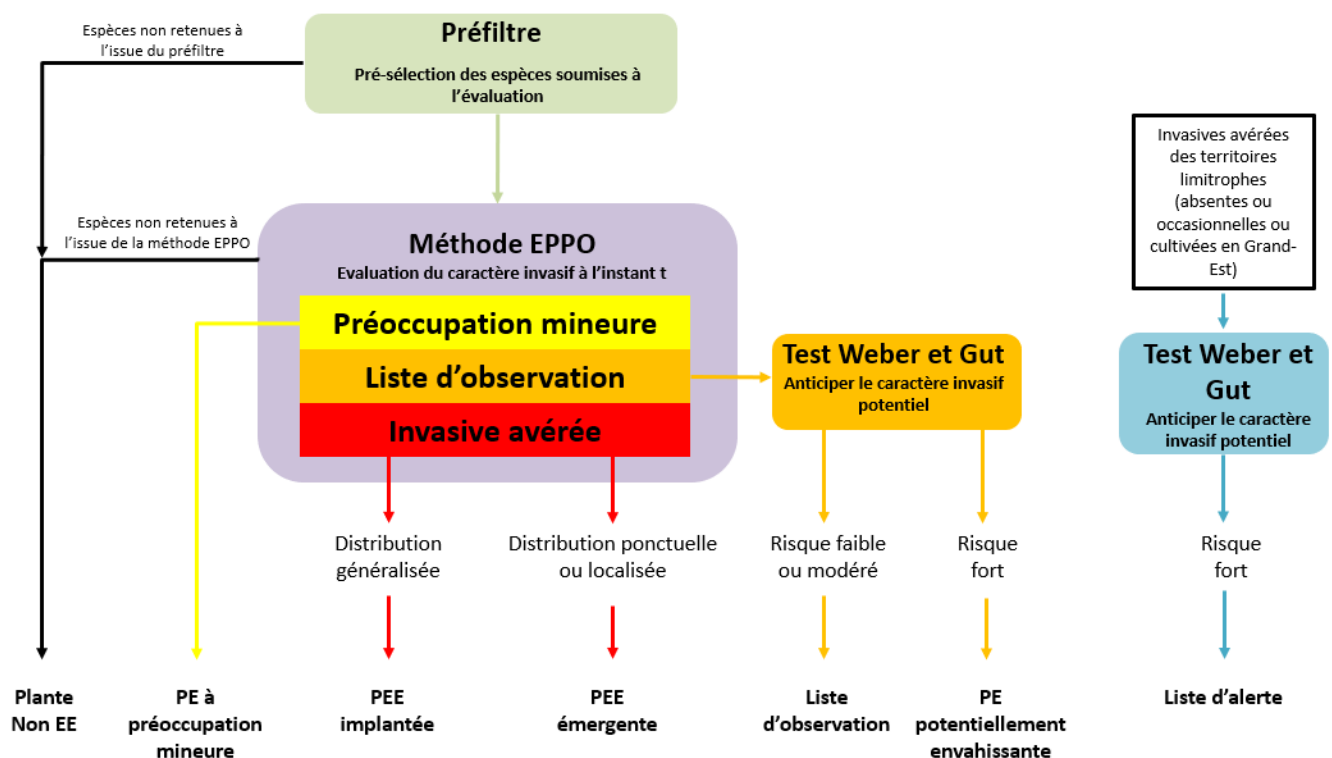 Espèces non retenues à
l'issue du préfiltre
Préfiltre
Pré-sélection des espèces soumises à
l'évaluation
Invasives avérées
des territoires
limitrophes
(absentes ou
occasionnelles ou
cultivées en Grand-
Est)
Espèces non retenues à
l'issue de la méthode EPPO
Méthode EPPO
Evaluation du caractère invasif à l'instant t
Préoccupation mineure
Liste d'observation
Invasive avérée
Test Weber et Gut
Anticiper le caractère invasif
potentiel
Test Weber et
Gut
Anticiper le caractère
invasif potentiel
Distribution
généralisée
Distribution ponctuelle
ou localisée
Risque faible
ou modéré
Risque
fort
Risque
fort
Plante
Non EE
PE à
préoccupation
mineure
PEE
implantée
PEE
émergente
Liste
d'observation
PE
potentiellement
envahissante
Liste d'alerte